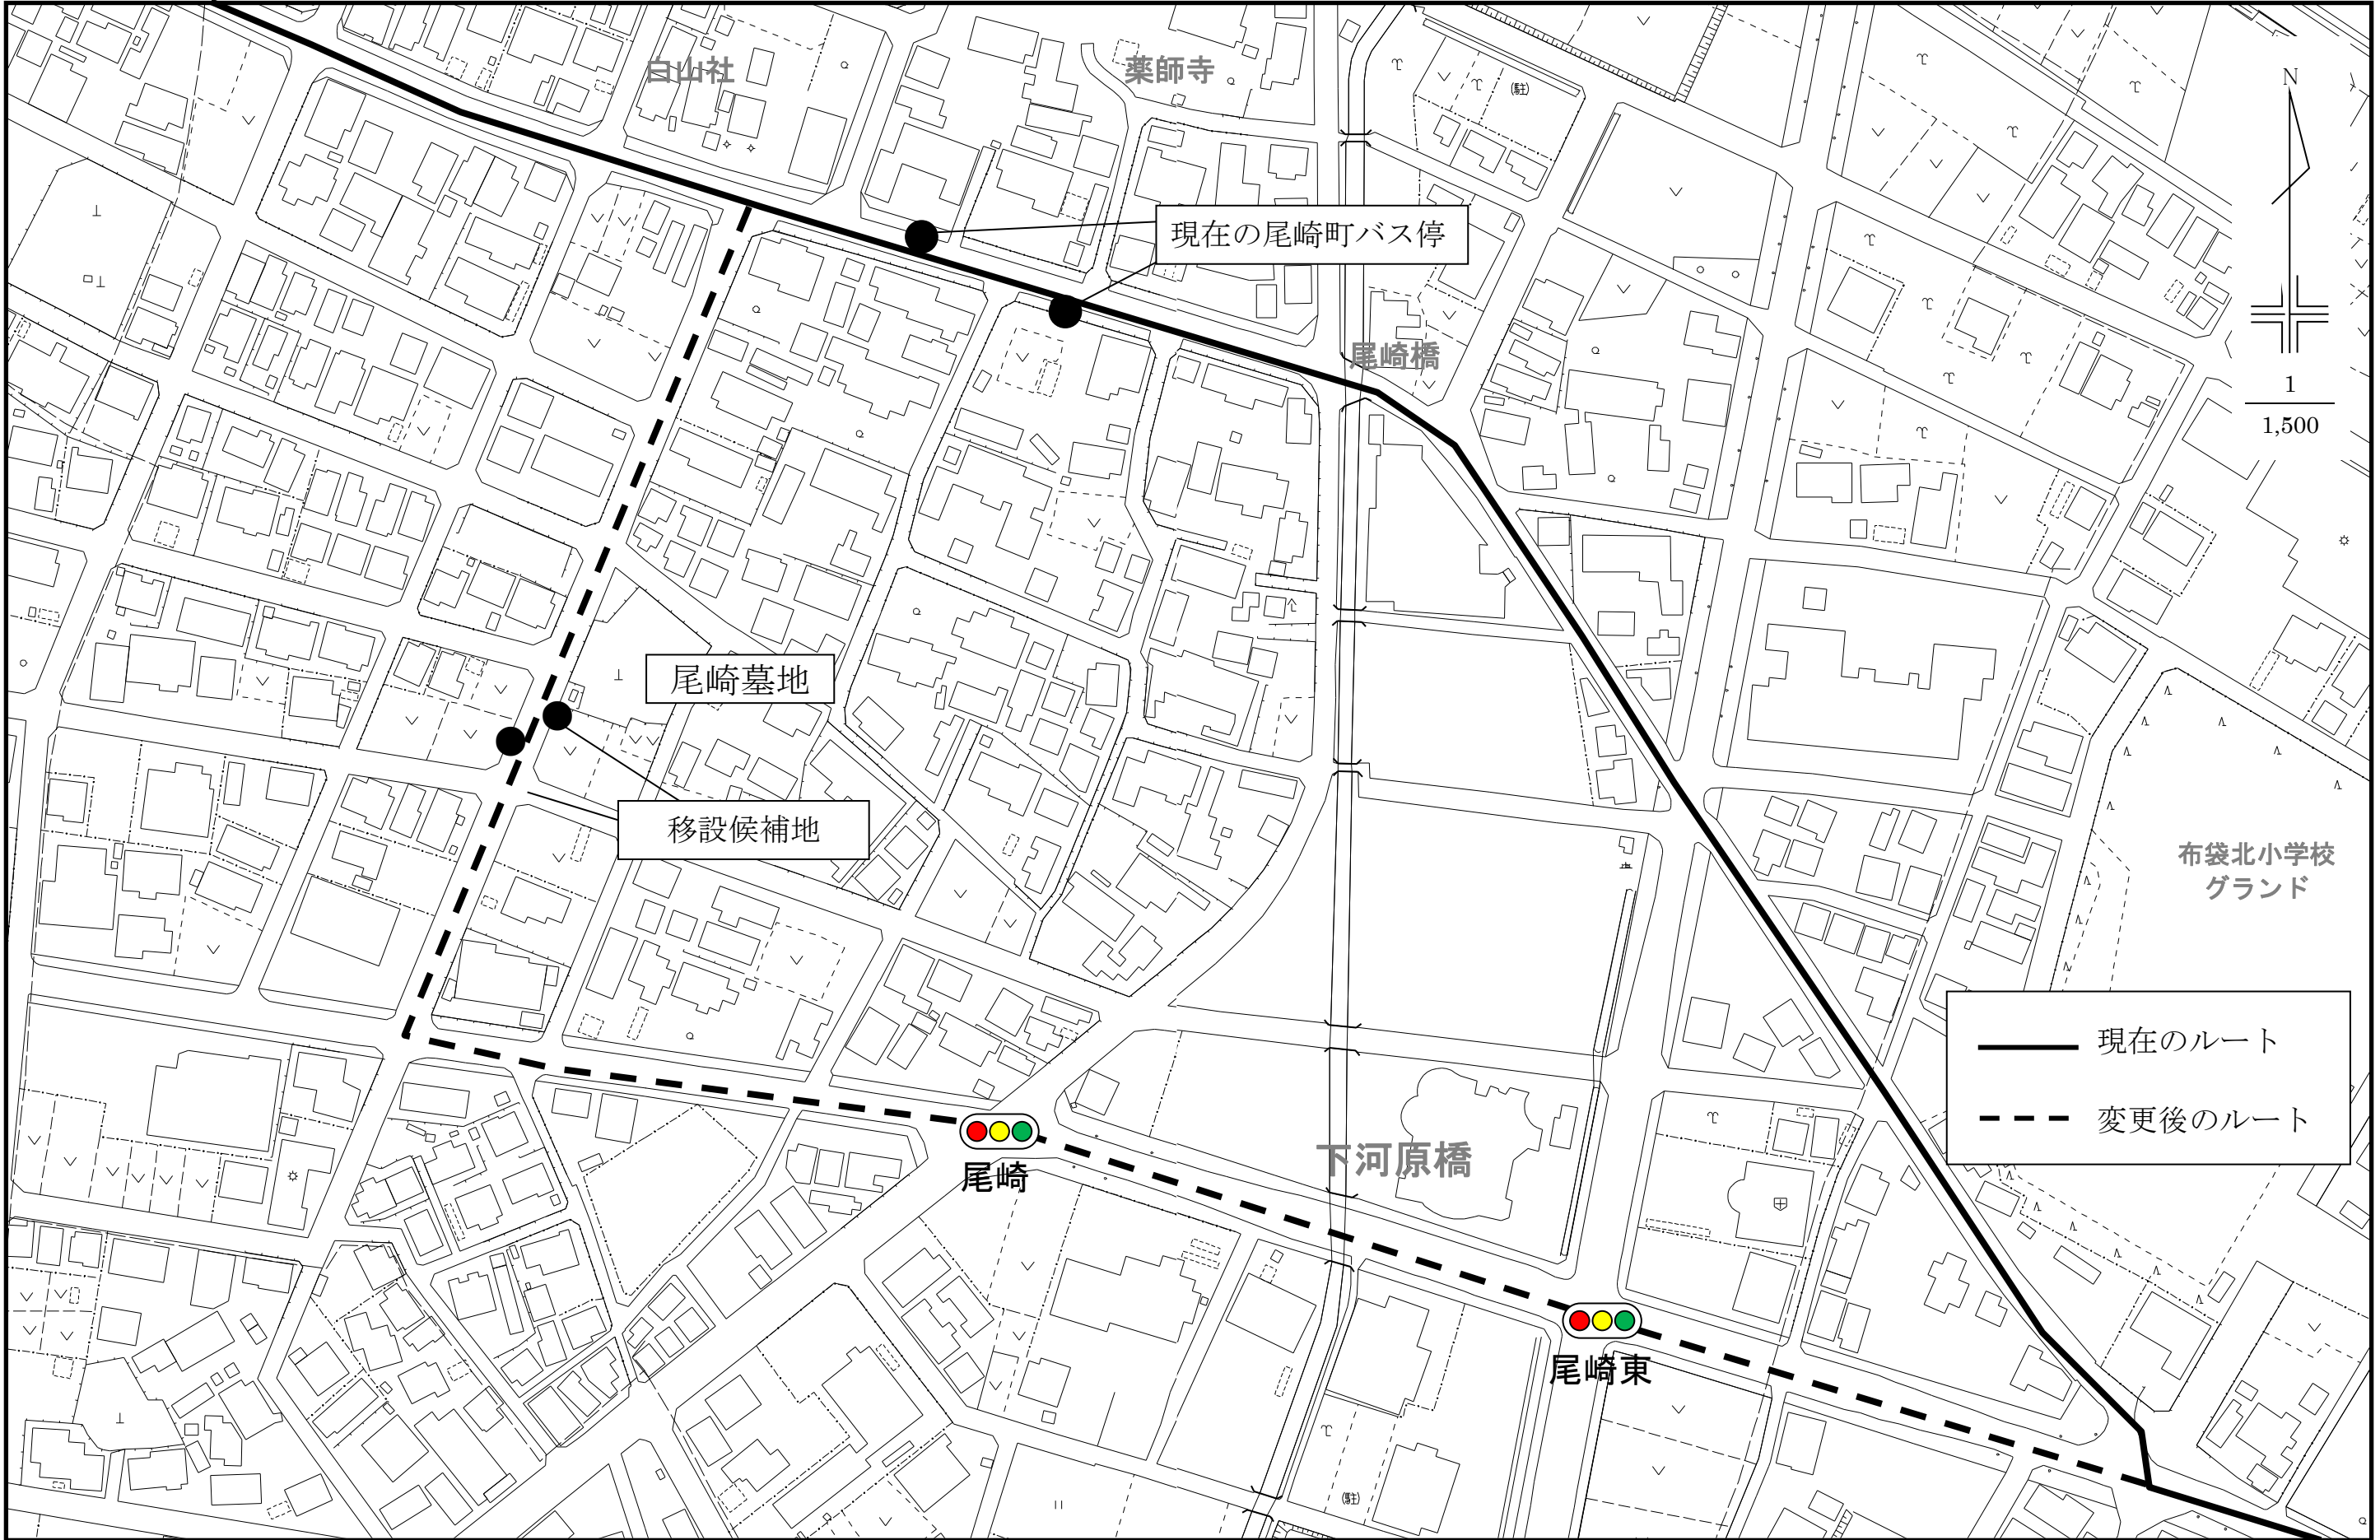 白山社
薬師寺
(駐)
N
現在の尾崎町バス停
尾崎橋
1
1,500
尾崎墓地
移設候補地
布袋北小学校
グランド
現在のルート
変更後のルート
下河原橋
尾崎
尾崎東
(駐)